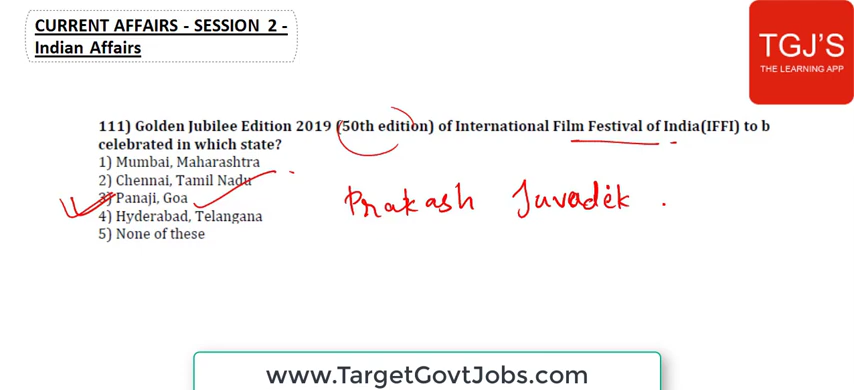 CURRENT AFFAIRS - SESSION 2 -
Indian Affairs
TGJ'S
THE LEARNING APP
111) Golden Jubilee Edition 2019 (50th edition) of International Film Festival of India(IFFI) to b
celebrated in which state?
1) Mumbai, Maharashtra
2) Chennai, Tamil Nadu
3) Panaji, Goa
4) Hyderabad, Telangana
5) None of these
Prakash Juvadek .
www.TargetGovtJobs.com